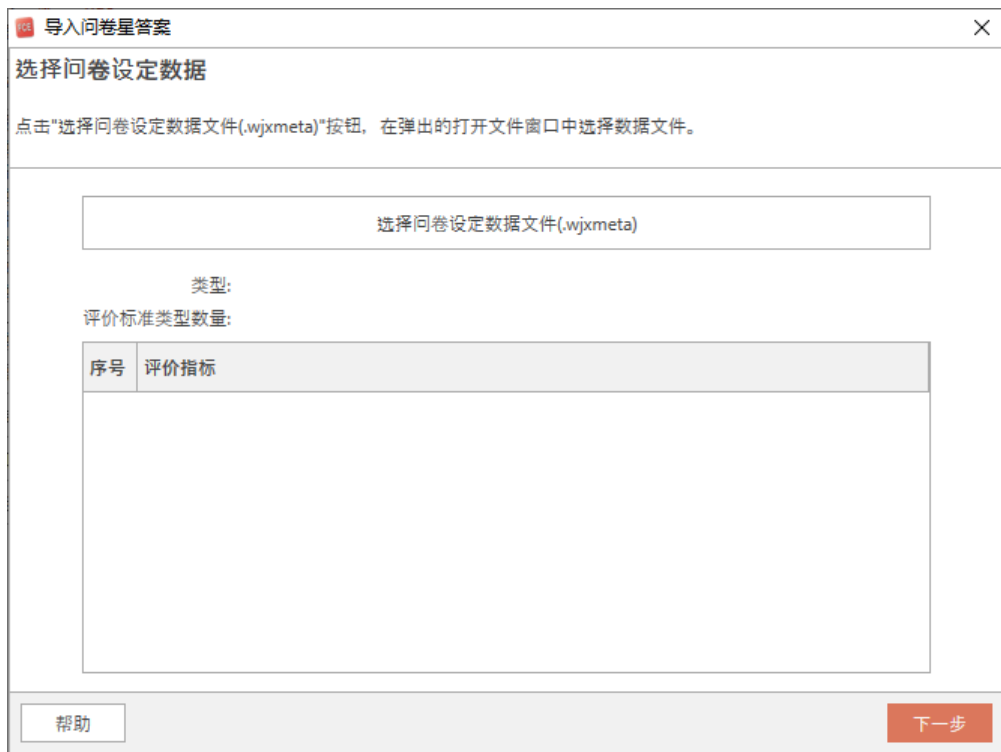 FCE 导入问卷星答案
选择问卷设定数据
点击"选择问卷设定数据文件(.wjxmeta)"按钮，在弹出的打开文件窗口中选择数据文件。
选择问卷设定数据文件(.wjxmeta)
类型:
评价标准类型数量:
序号 评价指标
帮助 下一步